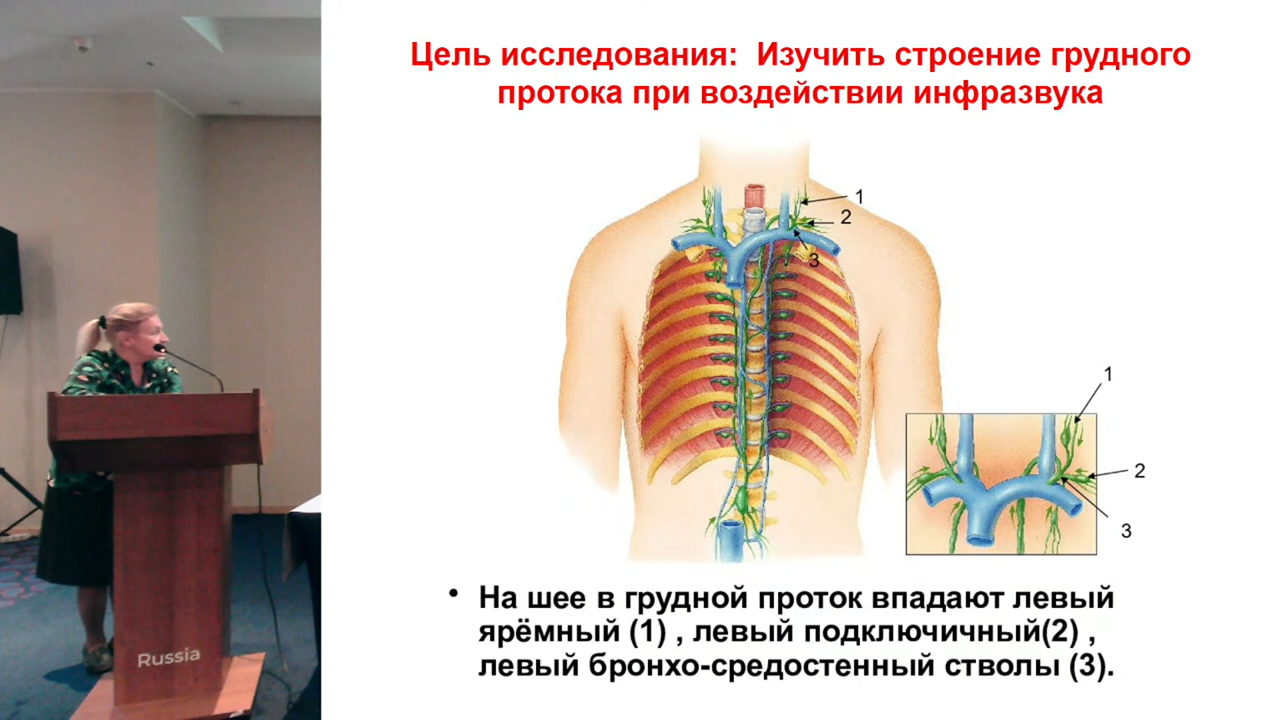 Цель исследования: Изучить строение грудного
протока при воздействии инфразвука
1
2
3
1
2
3
• На шее в грудной проток впадают левый
ярёмный (1) , левый подключичный(2) ,
левый бронхо-средостенный стволы (3).
Russia